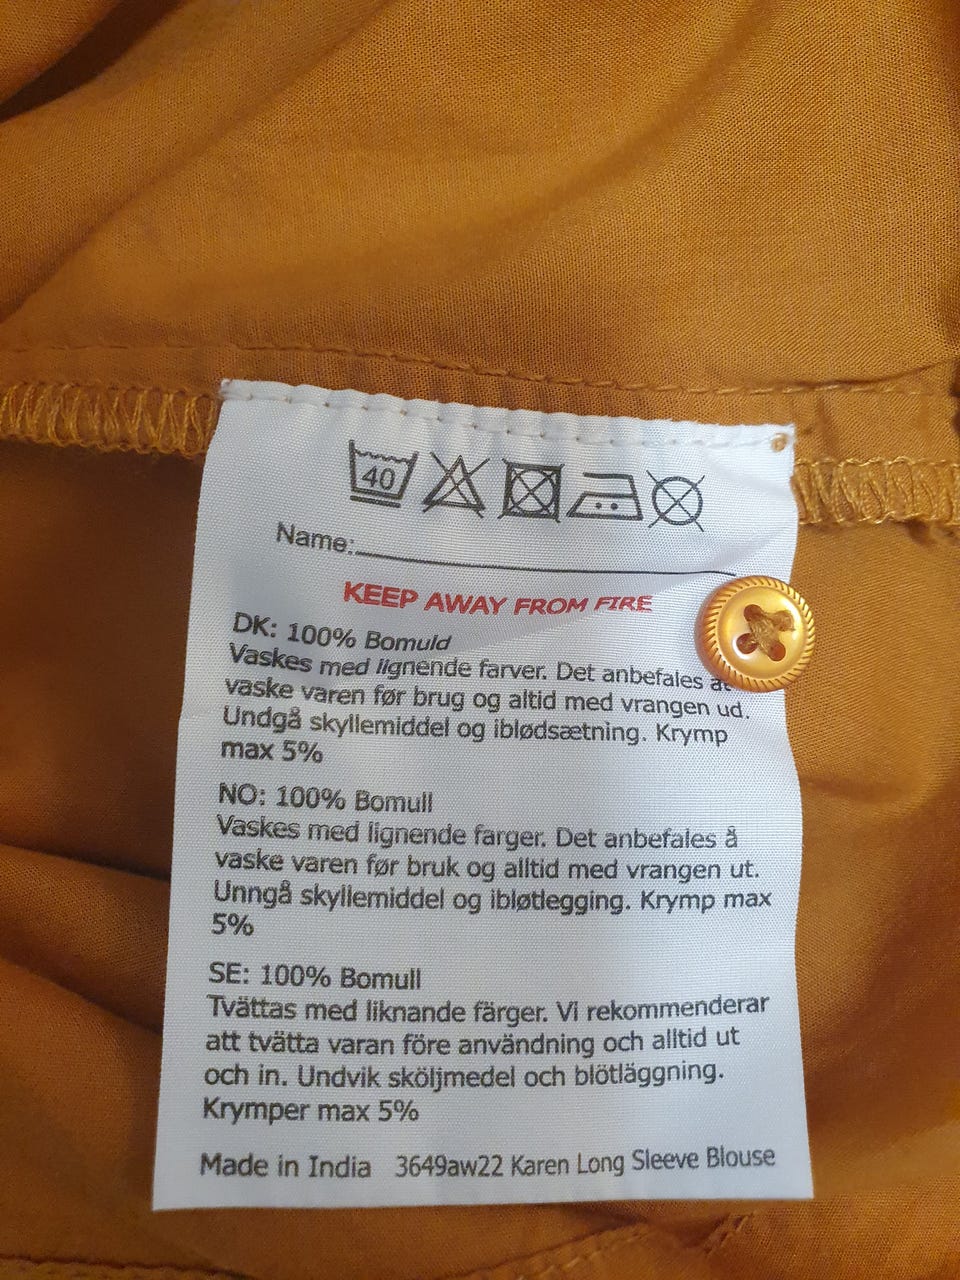 40
Name:
KEEP AWAY FROM FIRE
DK: 100% Bomuld
Vaskes med lignende farver. Det anbefales at
vaske varen før brug og altid med vrangen ud.
Undgå skyllemiddel og iblødsætning. Krymp
max 5%
NO: 100% Bomull
Vaskes med lignende farger. Det anbefales å
vaske varen før bruk og alltid med vrangen ut.
Unngå skyllemiddel og ibløtlegging. Krymp max
5%
SE: 100% Bomull
Tvättas med liknande färger. Vi rekommenderar
att tvätta varan före användning och alltid ut
och in. Undvik sköljmedel och blötläggning.
Krymper max 5%
Made in India 3649aw22 Karen Long Sleeve Blouse